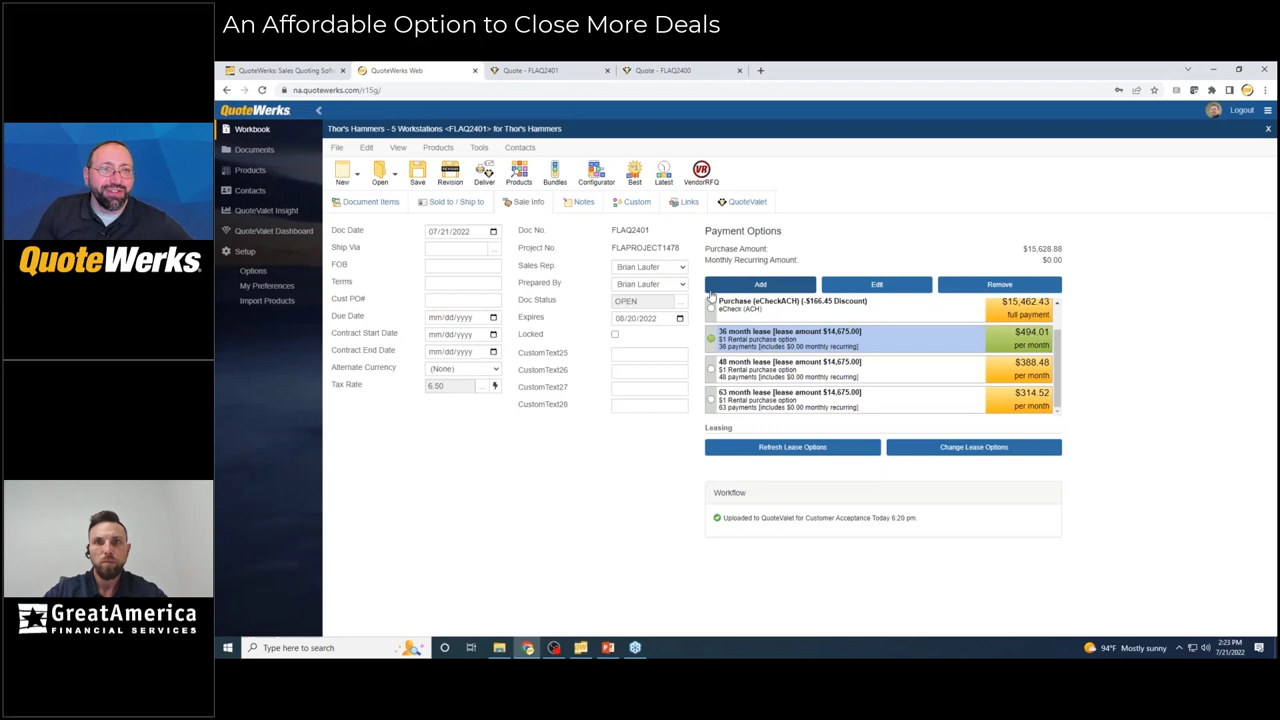 An Affordable Option to Close More Deals
QuoteWerks: Sales Quoting Soft
QuoteWerks Web
Quote - FLAQ2401
Quote - FLAQ2400
na.quotewerks.com/r15g/
QuoteWerks
Logout
Workbook
Documents
Products
Contacts
QuoteValet Insight
QuoteValet Dashboard
Setup
Options
My Preferences
Import Products
Thor's Hammers - 5 Workstations <FLAQ2401> for Thor's Hammers
X
File Edit View Products Tools Contacts
New Open Save Revision Deliver Products Bundles Configurator Best Latest VendorRFQ
Document Items Sold to / Ship to Sale Info Notes Custom Links QuoteValet
Doc Date 07/21/2022
Ship Via ...
FOB
Terms
Cust PO#
Due Date mm/dd/yyyy
Contract Start Date mm/dd/yyyy
Contract End Date mm/dd/yyyy
Alternate Currency (None)
Tax Rate 6.50 ...
Doc No. FLAQ2401
Project No. FLAPROJECT1478
Sales Rep. Brian Laufer
Prepared By Brian Laufer
Doc Status OPEN ...
Expires 08/20/2022
Locked
CustomText25
CustomText26
CustomText27
CustomText28
Payment Options
Purchase Amount: $15,628.88
Monthly Recurring Amount: $0.00
Add Edit Remove
Purchase (eCheckACH) (-$166.45 Discount)
eCheck (ACH)
$15,462.43
full payment
36 month lease [lease amount $14,675.00]
$1 Rental purchase option
36 payments [includes $0.00 monthly recurring]
$494.01
per month
48 month lease [lease amount $14,675.00]
$1 Rental purchase option
48 payments [includes $0.00 monthly recurring]
$388.48
per month
63 month lease [lease amount $14,675.00]
$1 Rental purchase option
63 payments [includes $0.00 monthly recurring]
$314.52
per month
Leasing
Refresh Lease Options Change Lease Options
Workflow
Uploaded to QuoteValet for Customer Acceptance Today 6:20 pm.
QuoteWerks
GreatAmerica
FINANCIAL SERVICES
Type here to search
94°F Mostly sunny
2:23 PM
7/21/2022